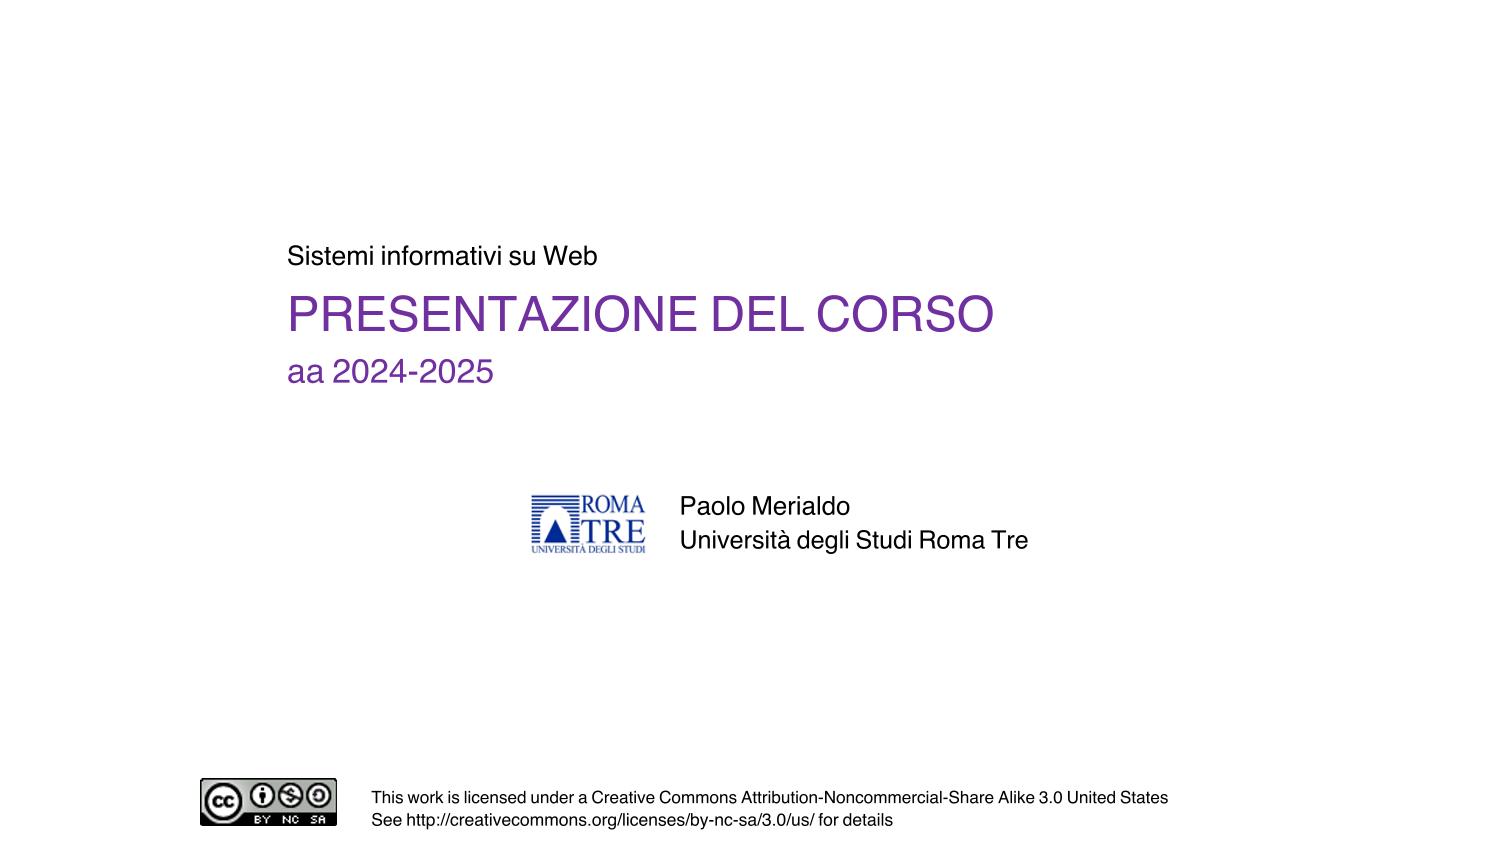 Sistemi informativi su Web
PRESENTAZIONE DEL CORSO
aa 2024-2025
ROMA
TRE
UNIVERSITÀ DEGLI STUDI
Paolo Merialdo
Università degli Studi Roma Tre
cc
BY NC SA
This work is licensed under a Creative Commons Attribution-Noncommercial-Share Alike 3.0 United States
See http://creativecommons.org/licenses/by-nc-sa/3.0/us/ for details